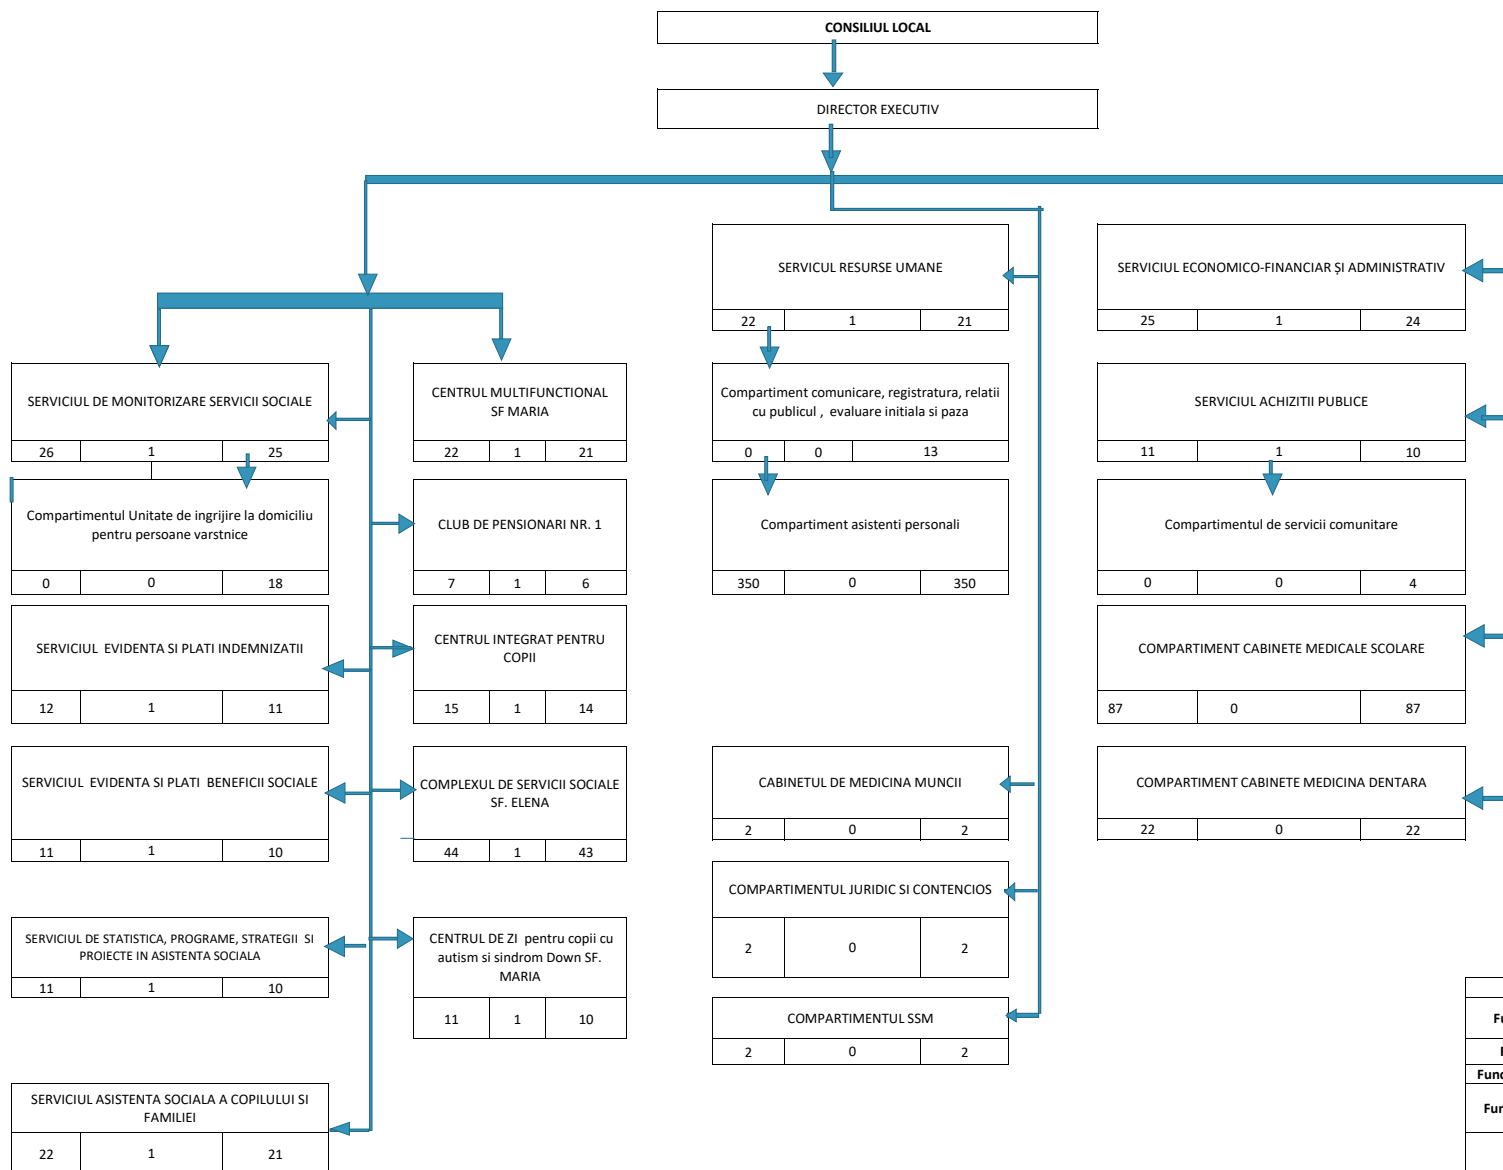 CONSILIUL LOCAL
DIRECTOR EXECUTIV
SERVICUL RESURSE UMANE
22 1 21
SERVICIUL ECONOMICO-FINANCIAR ȘI ADMINISTRATIV
25 1 24
SERVICIUL DE MONITORIZARE SERVICII SOCIALE
26 1 25
CENTRUL MULTIFUNCTIONAL
SF MARIA
22 1 21
Compartiment comunicare, registratura, relatii
cu publicul , evaluare initiala si paza
0 0 13
SERVICIUL ACHIZITII PUBLICE
11 1 10
Compartimentul Unitate de ingrijire la domiciliu
pentru persoane varstnice
0 0 18
CLUB DE PENSIONARI NR. 1
7 1 6
Compartiment asistenti personali
350 0 350
Compartimentul de servicii comunitare
0 0 4
SERVICIUL EVIDENTA SI PLATI INDEMNIZATII
12 1 11
CENTRUL INTEGRAT PENTRU
COPII
15 1 14
COMPARTIMENT CABINETE MEDICALE SCOLARE
87 0 87
SERVICIUL EVIDENTA SI PLATI BENEFICII SOCIALE
11 1 10
COMPLEXUL DE SERVICII SOCIALE
SF. ELENA
44 1 43
CABINETUL DE MEDICINA MUNCII
2 0 2
COMPARTIMENT CABINETE MEDICINA DENTARA
22 0 22
COMPARTIMENTUL JURIDIC SI CONTENCIOS
2 0 2
SERVICIUL DE STATISTICA, PROGRAME, STRATEGII SI
PROIECTE IN ASISTENTA SOCIALA
11 1 10
CENTRUL DE ZI pentru copii cu
autism si sindrom Down SF.
MARIA
11 1 10
COMPARTIMENTUL SSM
2 0 2
SERVICIUL ASISTENTA SOCIALA A COPILULUI SI
FAMILIEI
22 1 21